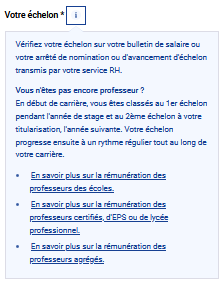 Votre échelon * i
Vérifiez votre échelon sur votre bulletin de salaire ou
votre arrêté de nomination ou d'avancement d'échelon
transmis par votre service RH.
Vous n'êtes pas encore professeur ?
En début de carrière, vous êtes classés au 1er échelon
pendant l'année de stage et au 2ème échelon à votre
titularisation, l'année suivante. Votre échelon
progresse ensuite à un rythme régulier tout au long de
votre carrière.
En savoir plus sur la rémunération des
professeurs des écoles.
En savoir plus sur la rémunération des
professeurs certifiés, d'EPS ou de lycée
professionnel.
En savoir plus sur la rémunération des
professeurs agrégés.